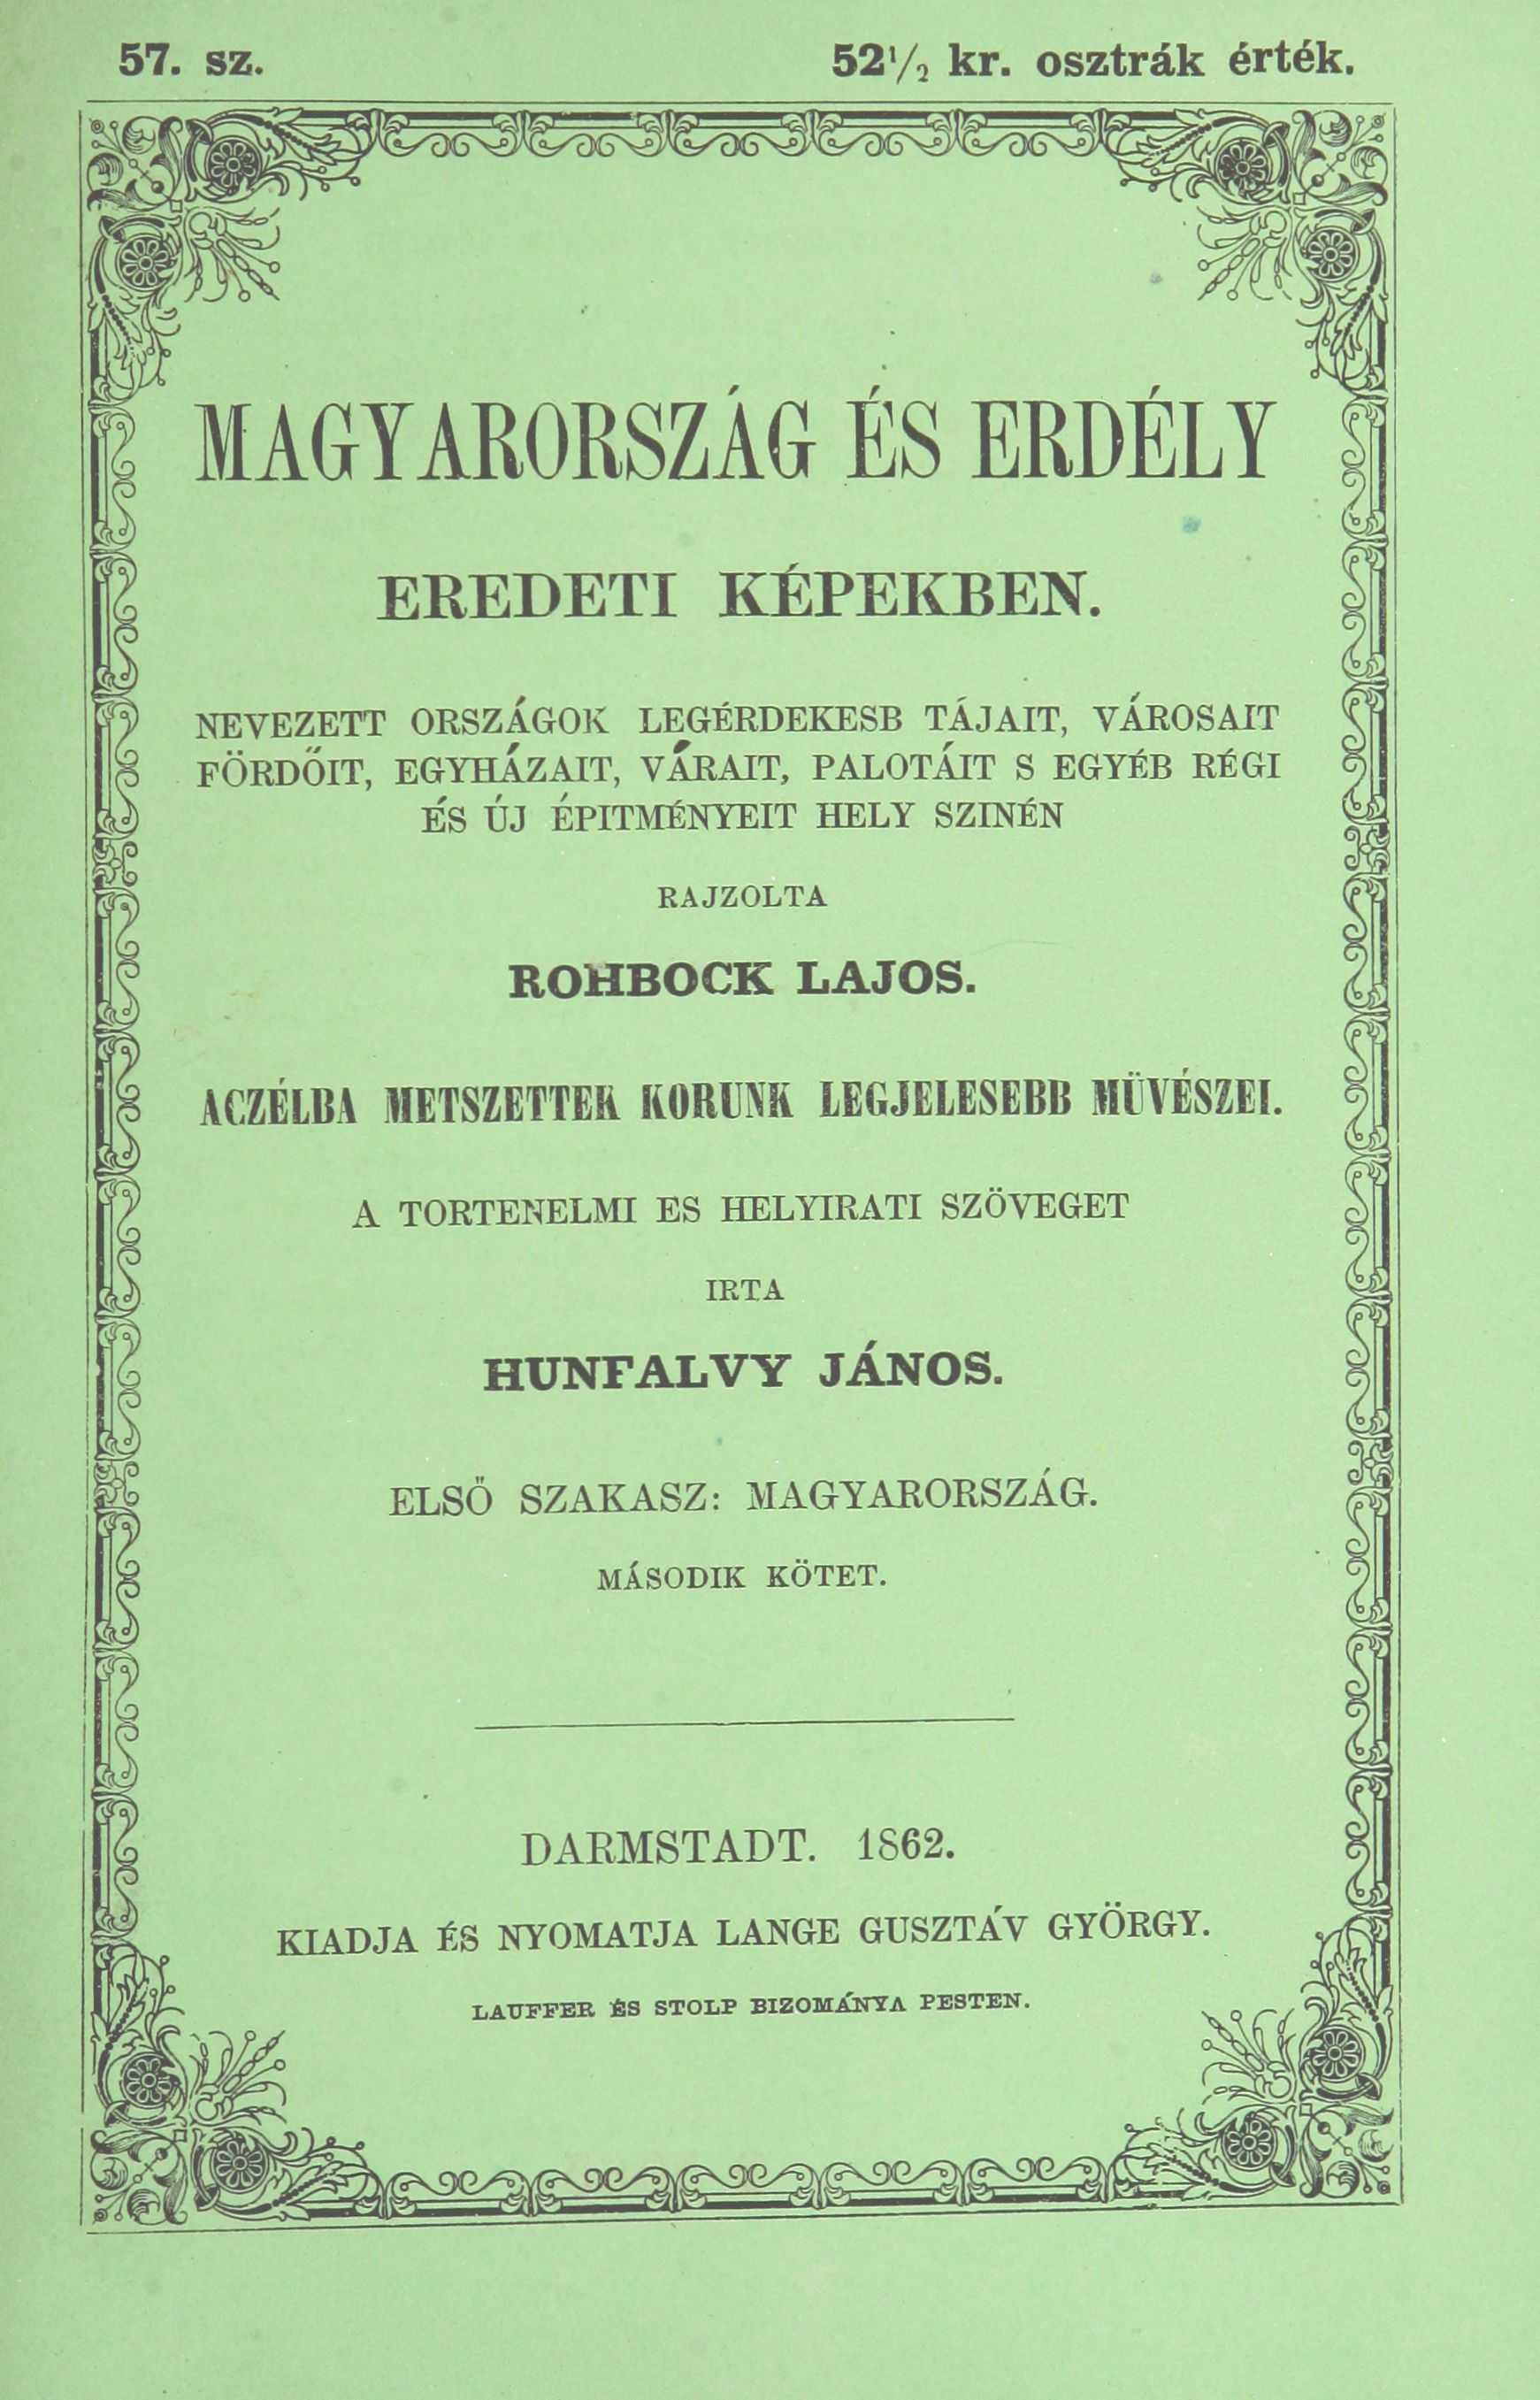 57. sz.
52½ kr. osztrák érték.
MAGYARORSZÁG ÉS ERDÉLY
EREDETI KÉPEKBEN.
NEVEZETT ORSZÁGOK LEGÉRDEKESB TÁJAIT, VÁROSAIT
FÖRDŐIT, EGYHÁZAIT, VÁRAIT, PALOTÁIT S EGYÉB RÉGI
ÉS ÚJ ÉPITMÉNYEIT HELY SZINÉN
RAJZOLTA
ROHBOCK LAJOS.
ACZÉLBA METSZETTEK KORUNK LEGJELESEBB MÜVÉSZEI.
A TORTENELMI ES HELYIRATI SZÖVEGET
IRTA
HUNFALVY JÁNOS.
ELSŐ SZAKASZ: MAGYARORSZÁG.
MÁSODIK KÖTET.
DARMSTADT. 1862.
KIADJA ÉS NYOMATJA LANGE GUSZTÁV GYÖRGY.
LAUFFER ÉS STOLP BIZOMÁNYA PESTEN.